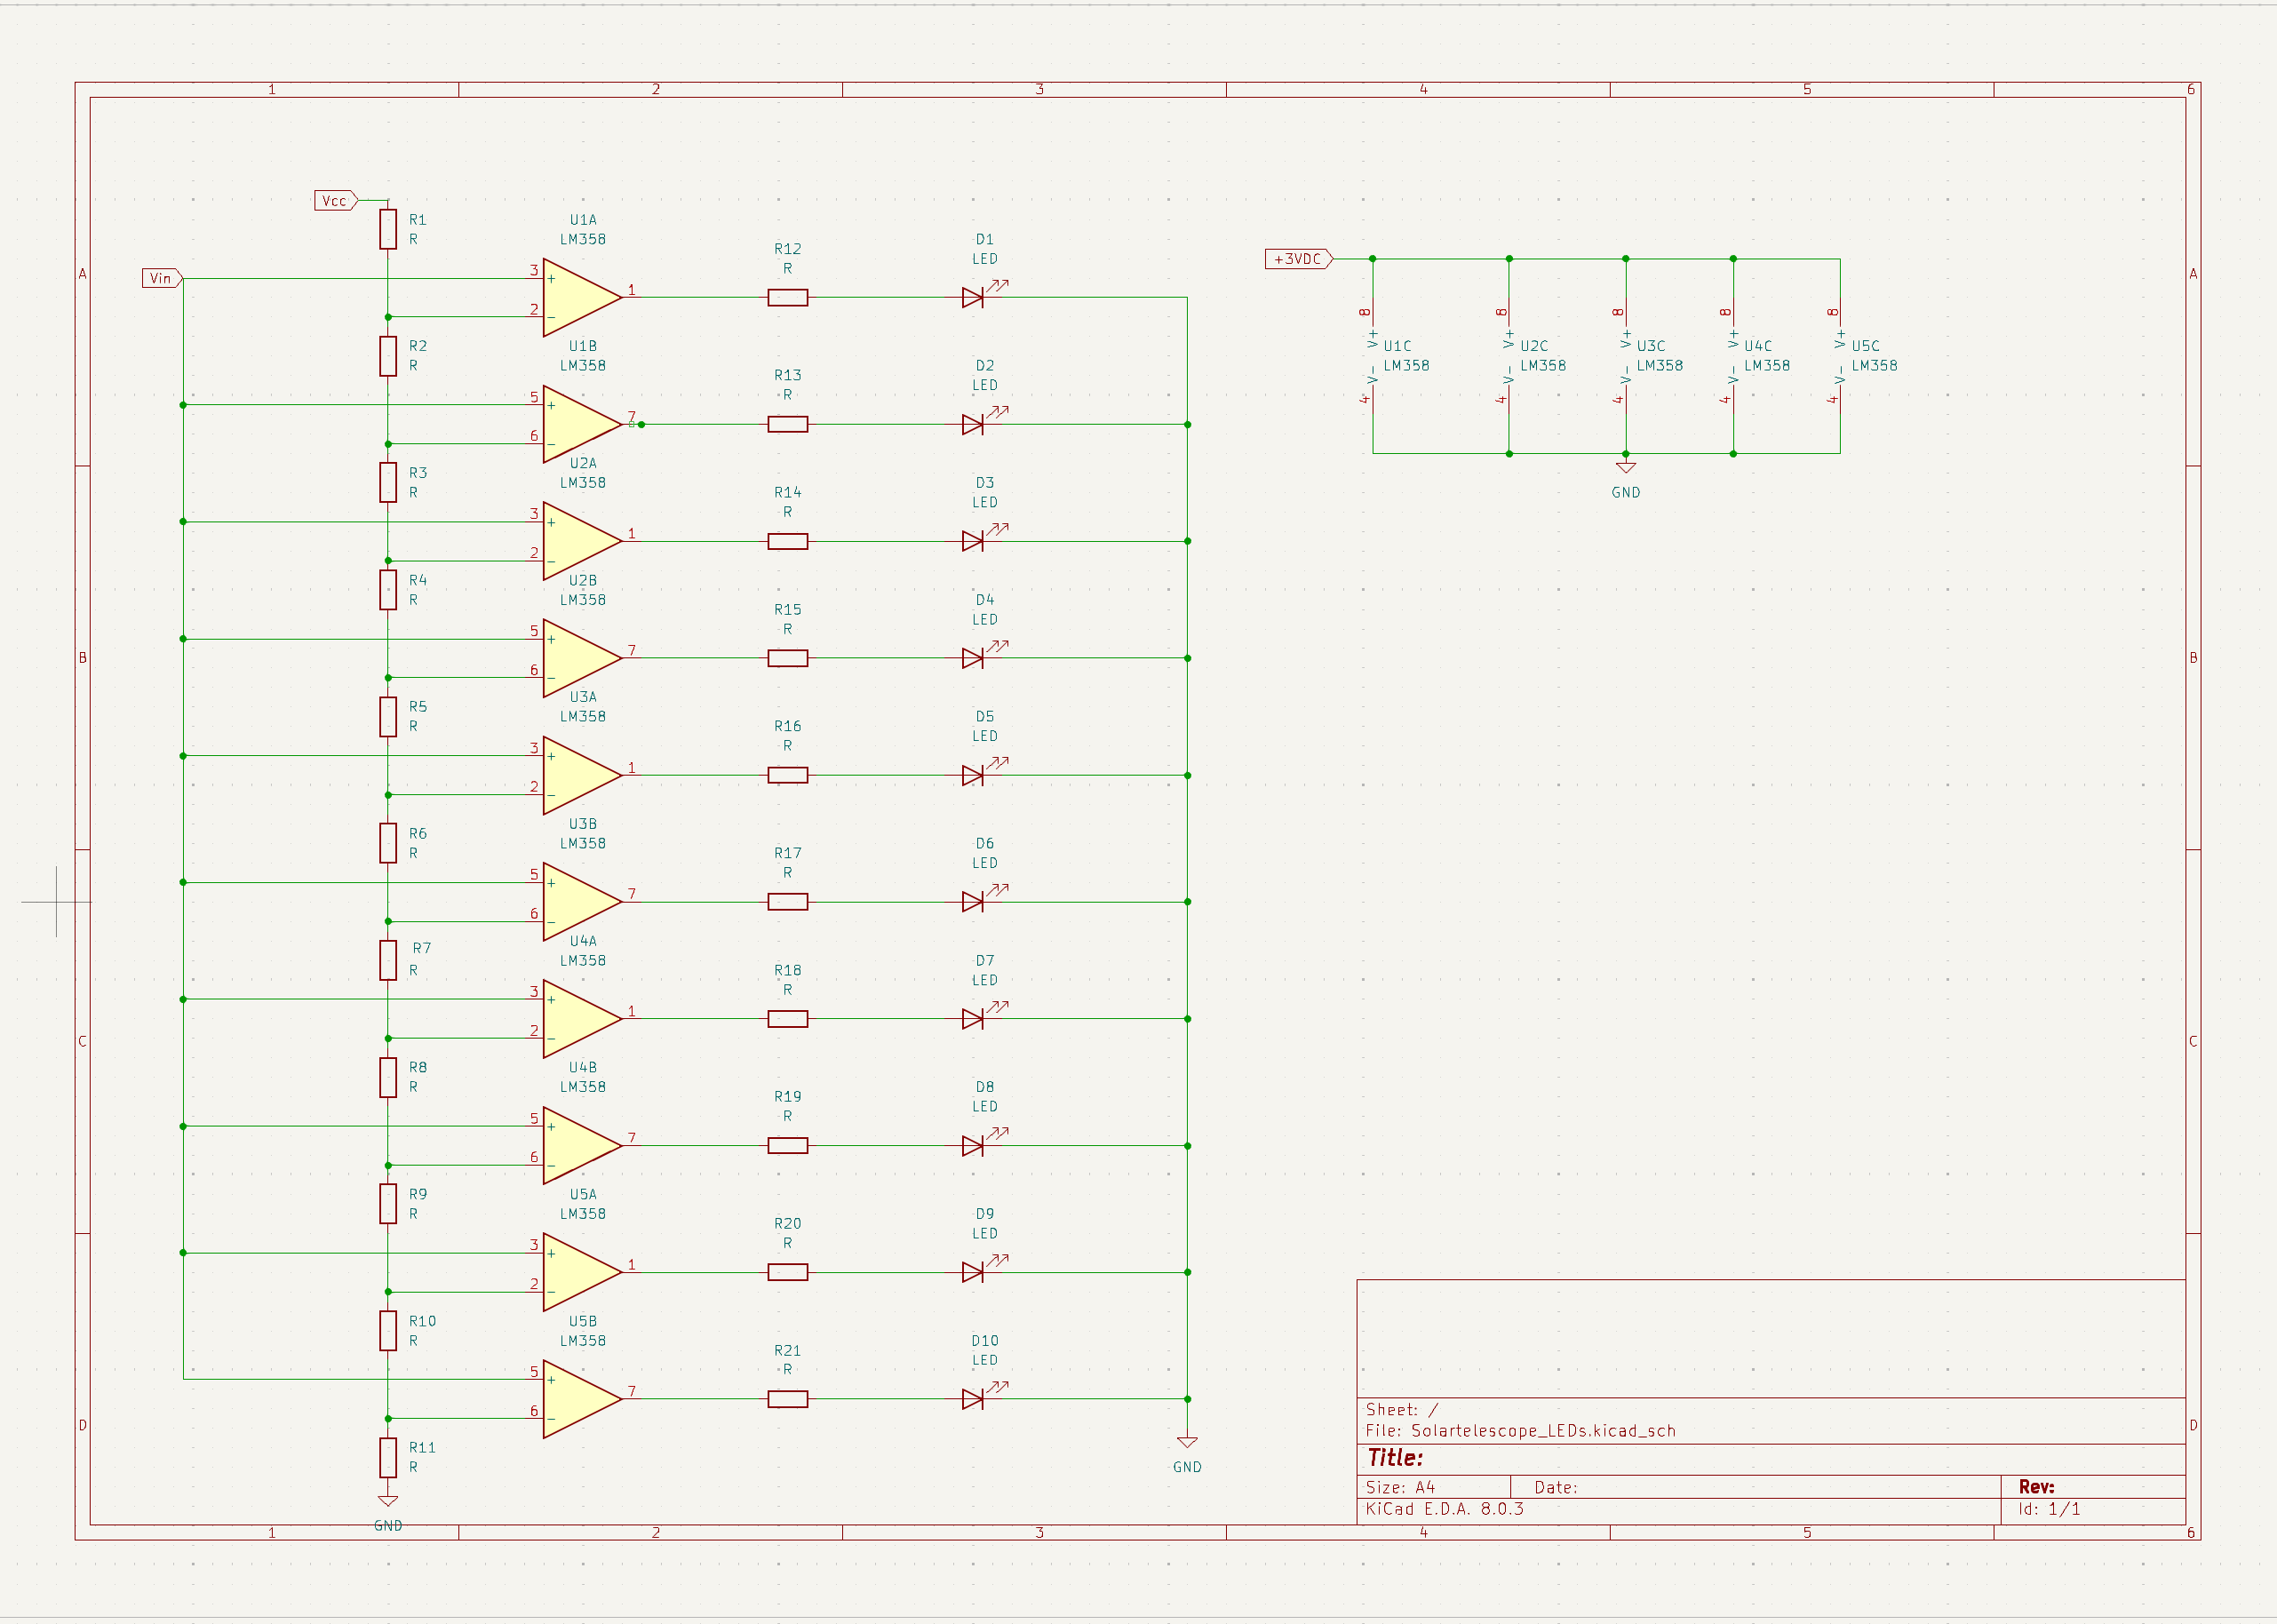 1 2 3 4 5 6
A
B
C
D
Vcc
Vin
R1
R
R2
R
R3
R
R4
R
R5
R
R6
R
R7
R
R8
R
R9
R
R10
R
R11
R
GND
U1A
LM358
3
+
2
-
1
U1B
LM358
5
+
6
-
7
U2A
LM358
3
+
2
-
1
U2B
LM358
5
+
6
-
7
U3A
LM358
3
+
2
-
1
U3B
LM358
5
+
6
-
7
U4A
LM358
3
+
2
-
1
U4B
LM358
5
+
6
-
7
U5A
LM358
3
+
2
-
1
U5B
LM358
5
+
6
-
7
R12
R
R13
R
R14
R
R15
R
R16
R
R17
R
R18
R
R19
R
R20
R
R21
R
D1
LED
D2
LED
D3
LED
D4
LED
D5
LED
D6
LED
D7
LED
D8
LED
D9
LED
D10
LED
GND
+3VDC
8
V+
U1C
LM358
V-
4
8
V+
U2C
LM358
V-
4
8
V+
U3C
LM358
V-
4
8
V+
U4C
LM358
V-
4
8
V+
U5C
LM358
V-
4
GND
A
B
C
D
Sheet: /
File: Solartelescope_LEDs.kicad_sch
Title:
Size: A4 Date: Rev:
KiCad E.D.A. 8.0.3 Id: 1/1
1 2 3 4 5 6